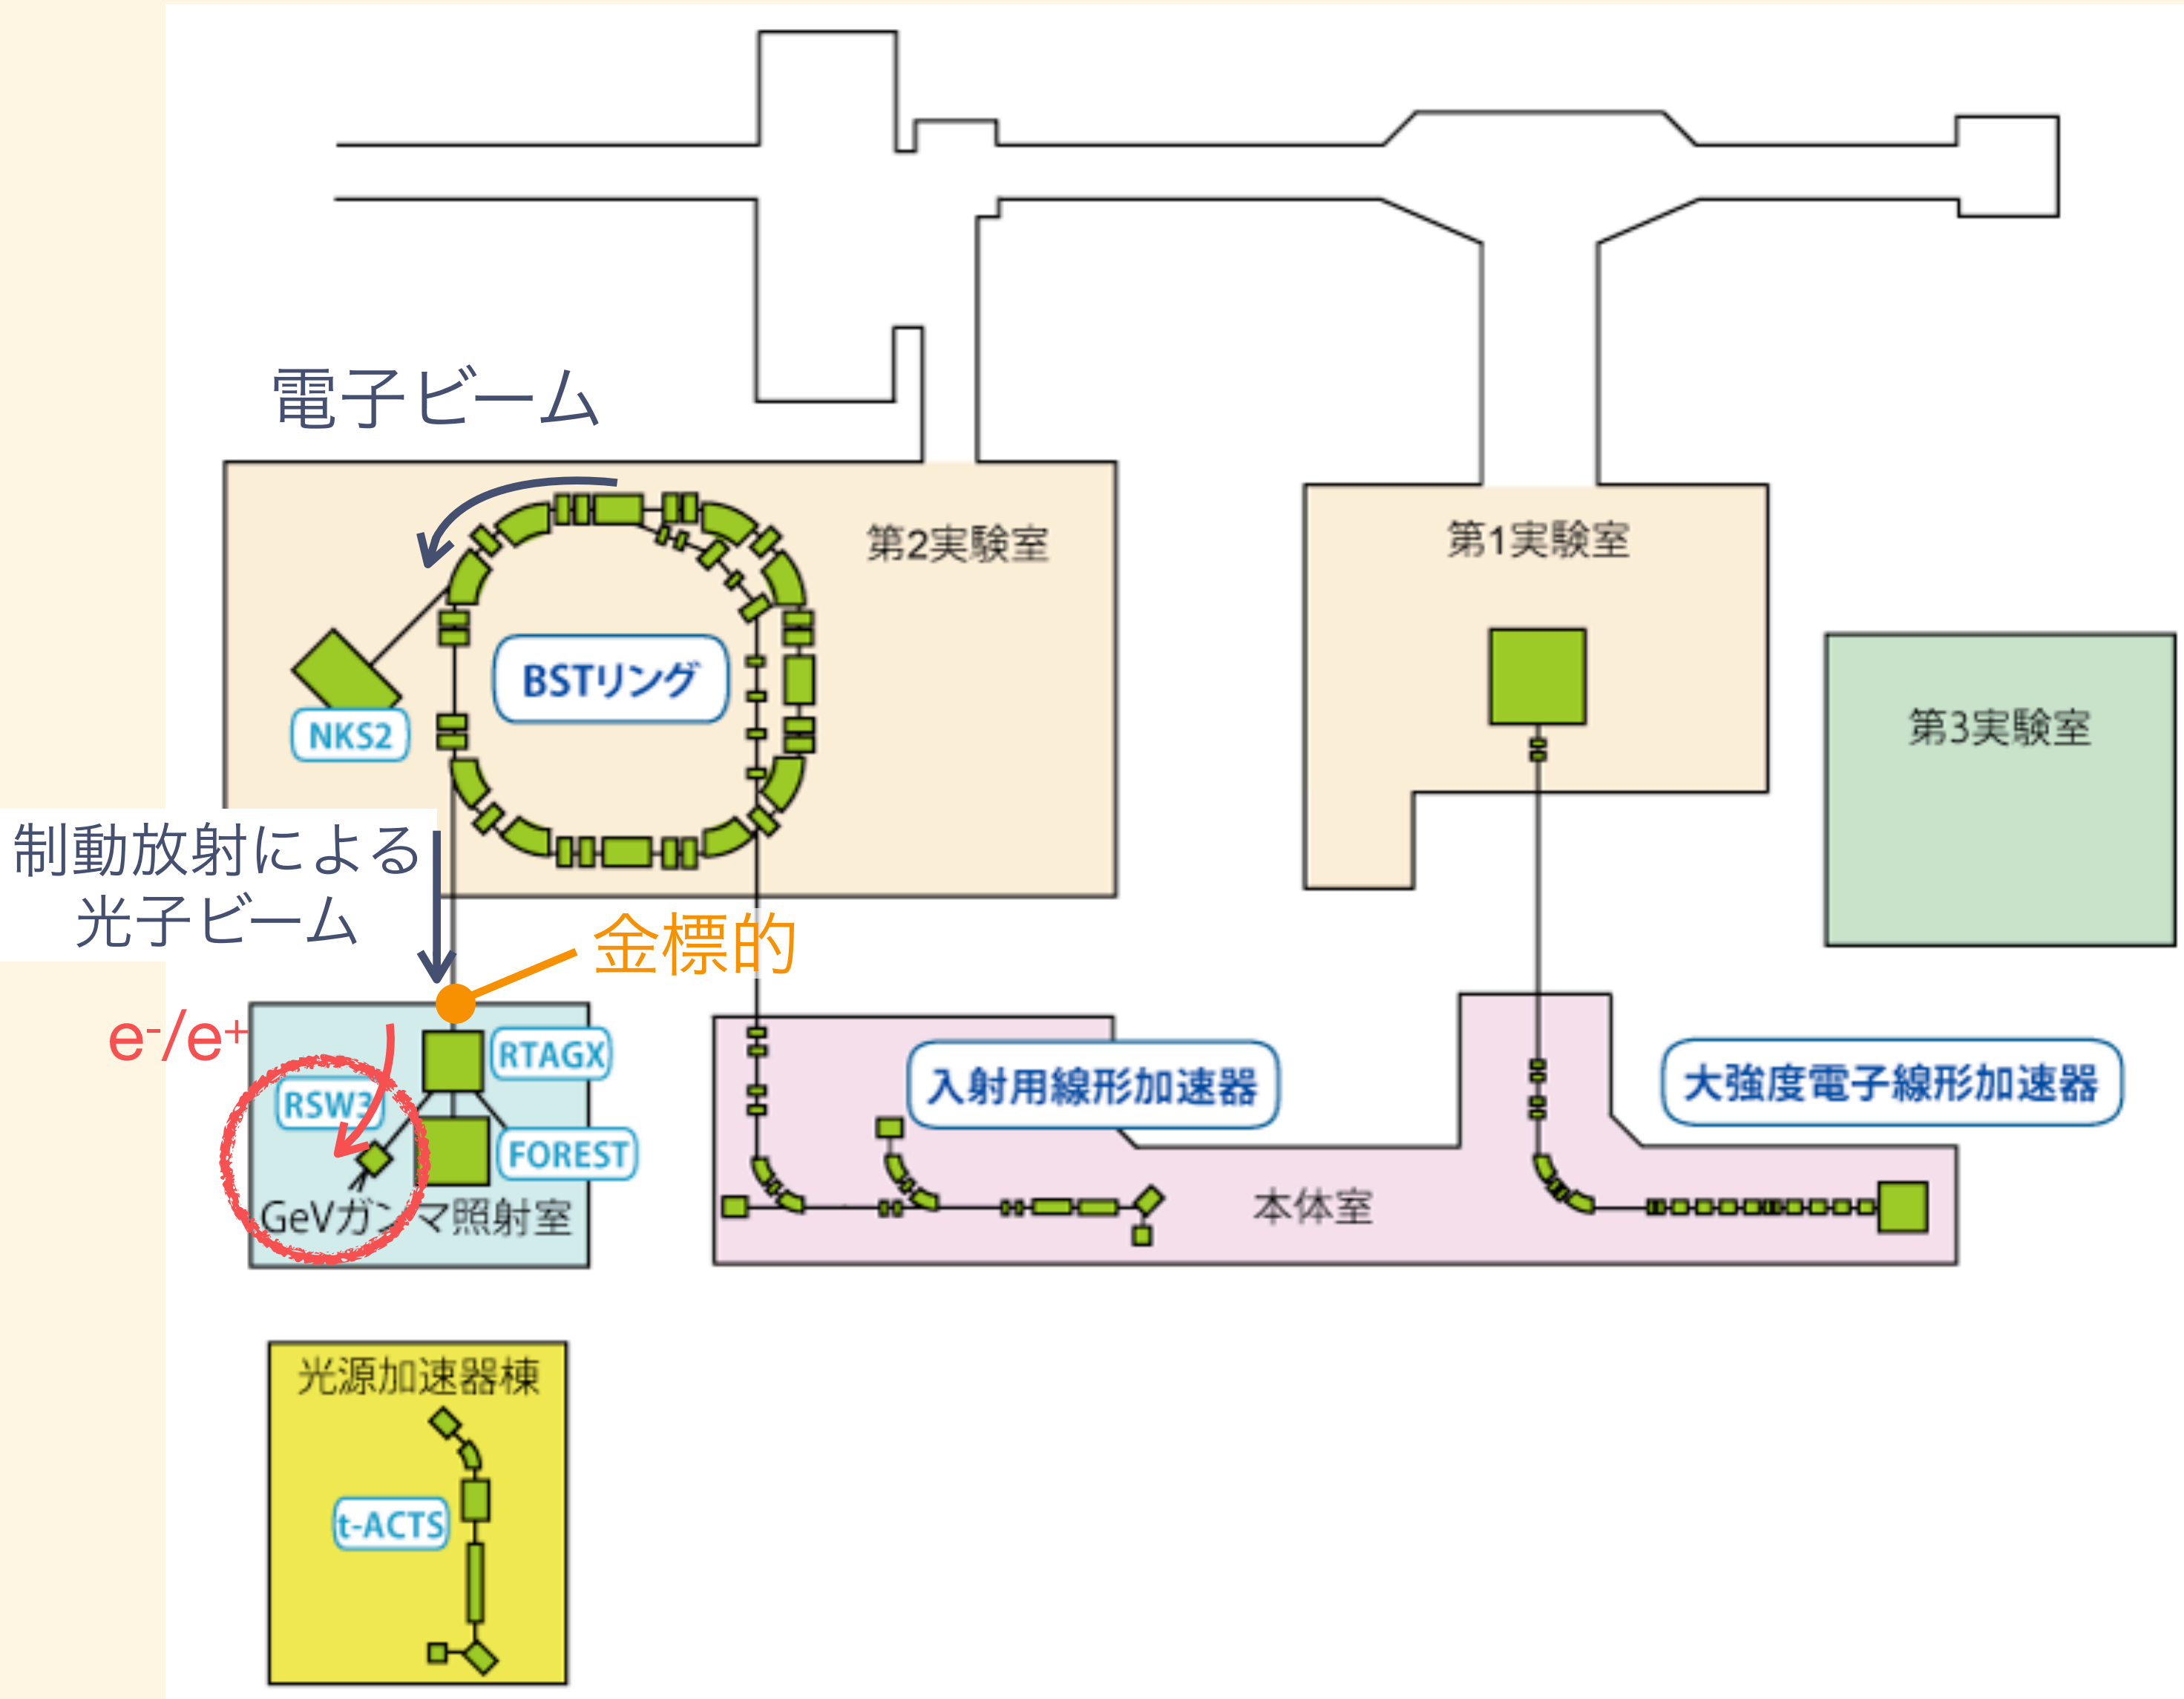 電子ビーム
第2実験室
第1実験室
BSTリング
NKS2
第3実験室
制動放射による
光子ビーム
金標的
e-/e+
RTAGX
RSW3
FOREST
GeVガンマ照射室
入射用線形加速器
大強度電子線形加速器
本体室
光源加速器棟
t-ACTS